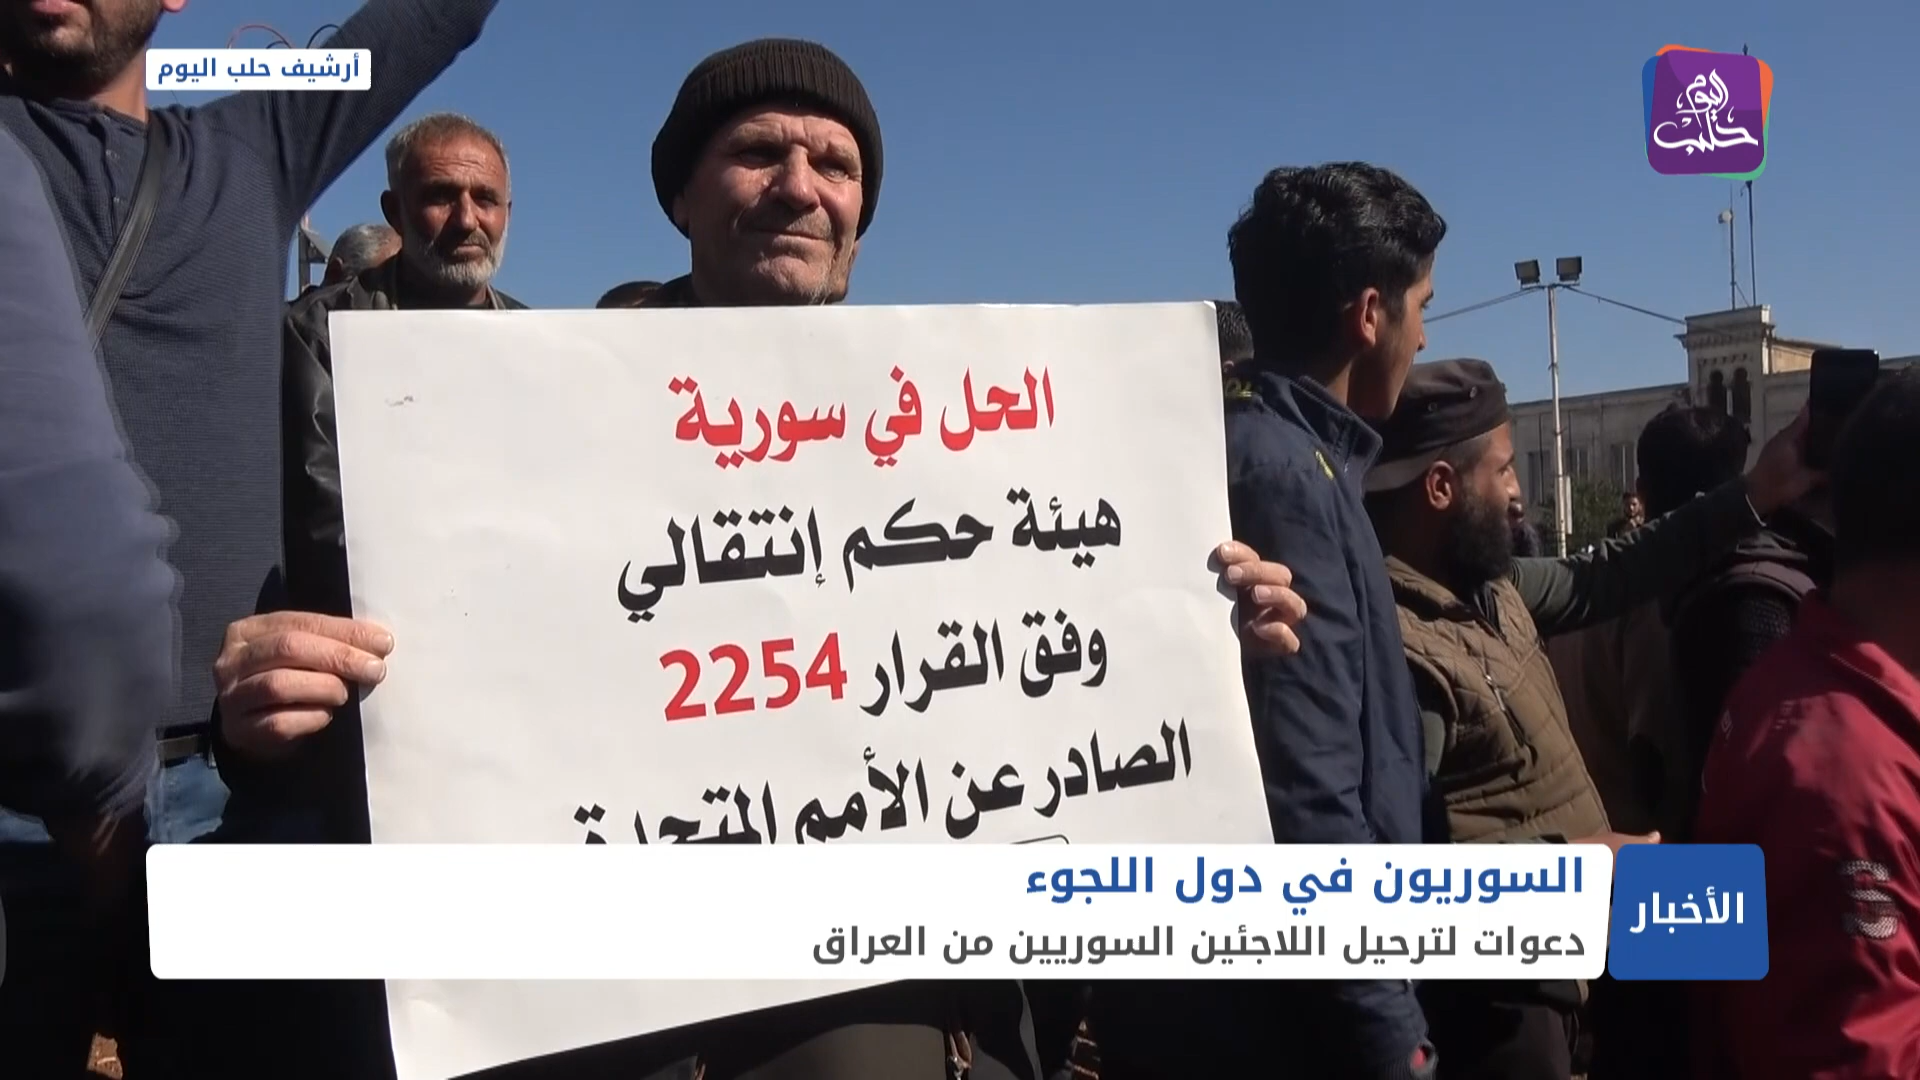 أرشيف حلب اليوم
حلب اليوم
الحل في سورية
هيئة حكم إنتقالي
وفق القرار 2254
الصادر عن الأمم المتحدة
الأخبار
السوريون في دول اللجوء
دعوات لترحيل اللاجئين السوريين من العراق